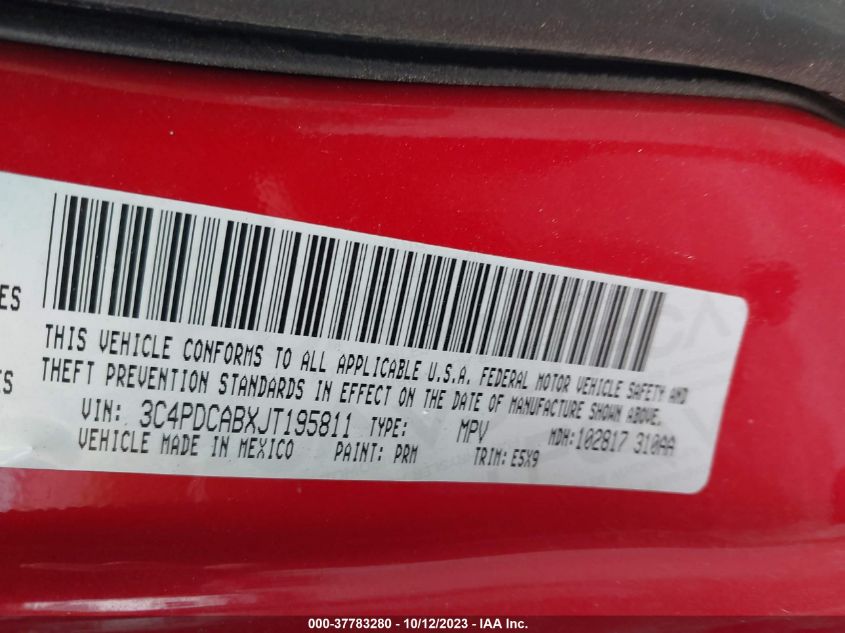 ES
ES
THIS VEHICLE CONFORMS TO ALL APPLICABLE U.S.A. FEDERAL MOTOR VEHICLE SAFETY AND
THEFT PREVENTION STANDARDS IN EFFECT ON THE DATE OF MANUFACTURE SHOWN ABOVE.
VIN: 3C4PDCABXJT195811 TYPE: MPV MDH:102817 310AA
VEHICLE MADE IN MEXICO PAINT: PRM TRIM: E5X9
000-37783280 - 10/12/2023 - IAA Inc.